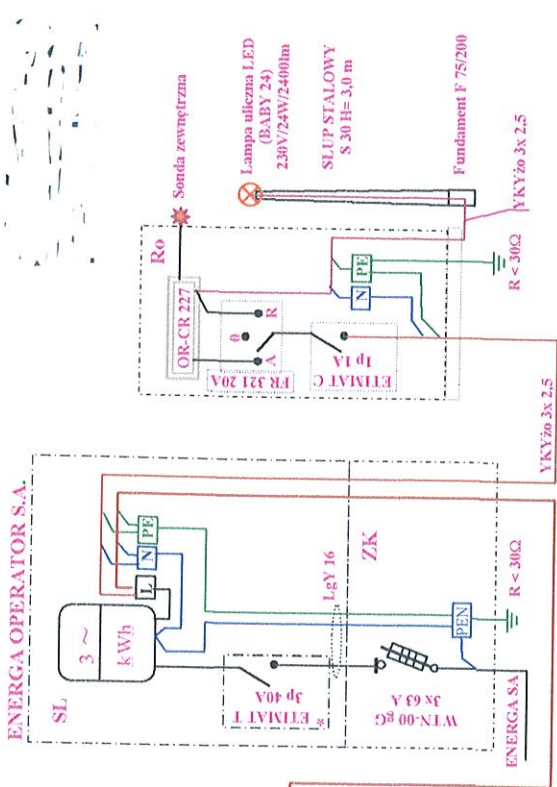 ENERGA OPERATOR S.A.
SL
3 ~
kWh
L
N
PE
ETIMAT T
3p 40A
*
LgY 16
ZK
WTN-00 gG
3x 63 A
PEN
ENERGA SA
R < 30Ω
YKYżo 3x 2,5
Ro
OR-CR 227
Sonda zewnętrzna
A
0
R
FR 321 20A
ETIMAT C
1p 1A
N
PE
R < 30Ω
Lampa uliczna LED
(BABY 24)
230V/24W/2400lm
SŁUP STALOWY
S 30 H= 3,0 m
Fundament F 75/200
YKYżo 3x 2,5